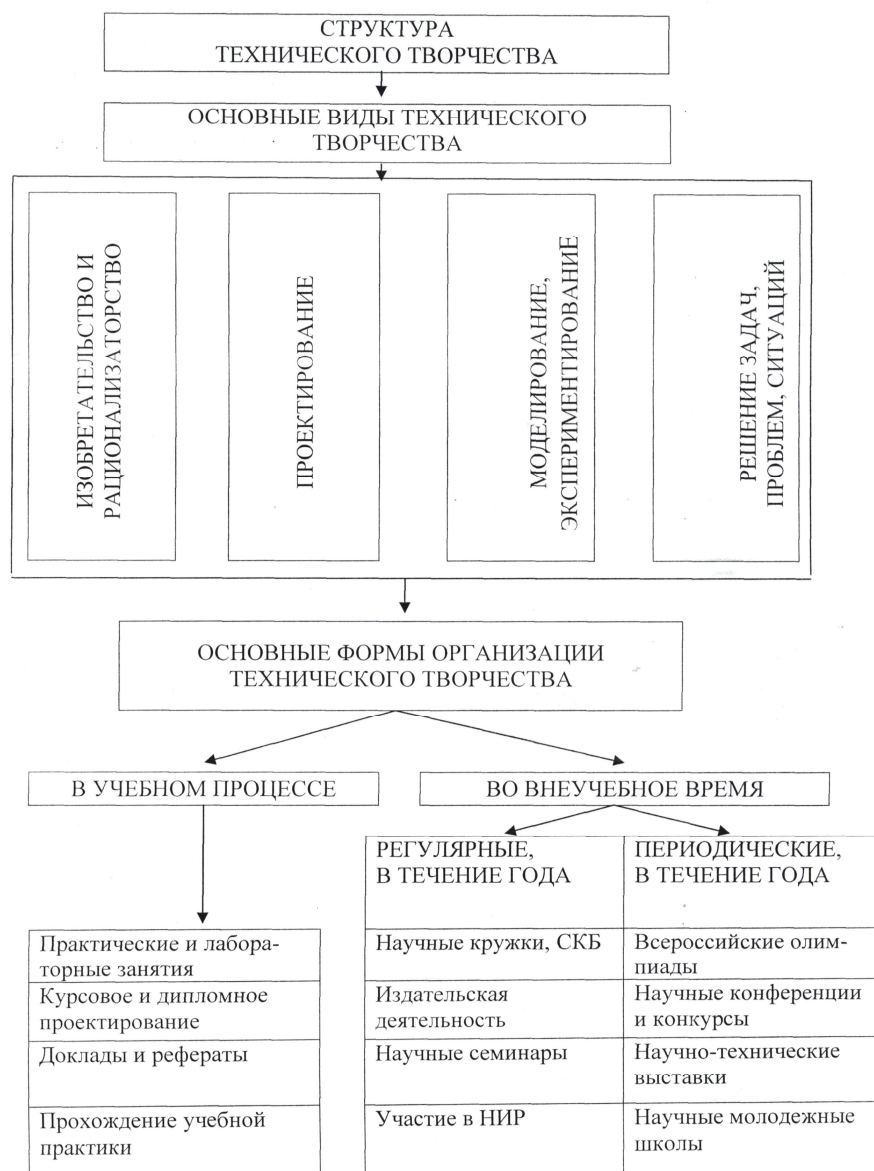 СТРУКТУРА
ТЕХНИЧЕСКОГО ТВОРЧЕСТВА
ОСНОВНЫЕ ВИДЫ ТЕХНИЧЕСКОГО
ТВОРЧЕСТВА
ИЗОБРЕТАТЕЛЬСТВО И
РАЦИОНАЛИЗАТОРСТВО
ПРОЕКТИРОВАНИЕ
МОДЕЛИРОВАНИЕ,
ЭКСПЕРИМЕНТИРОВАНИЕ
РЕШЕНИЕ ЗАДАЧ,
ПРОБЛЕМ, СИТУАЦИЙ
ОСНОВНЫЕ ФОРМЫ ОРГАНИЗАЦИИ
ТЕХНИЧЕСКОГО ТВОРЧЕСТВА
В УЧЕБНОМ ПРОЦЕССЕ
Практические и лабора-
торные занятия
Курсовое и дипломное
проектирование
Доклады и рефераты
Прохождение учебной
практики
ВО ВНЕУЧЕБНОЕ ВРЕМЯ
РЕГУЛЯРНЫЕ,
В ТЕЧЕНИЕ ГОДА
Научные кружки, СКБ
Издательская
деятельность
Научные семинары
Участие в НИР
ПЕРИОДИЧЕСКИЕ,
В ТЕЧЕНИЕ ГОДА
Всероссийские олим-
пиады
Научные конференции
и конкурсы
Научно-технические
выставки
Научные молодежные
школы